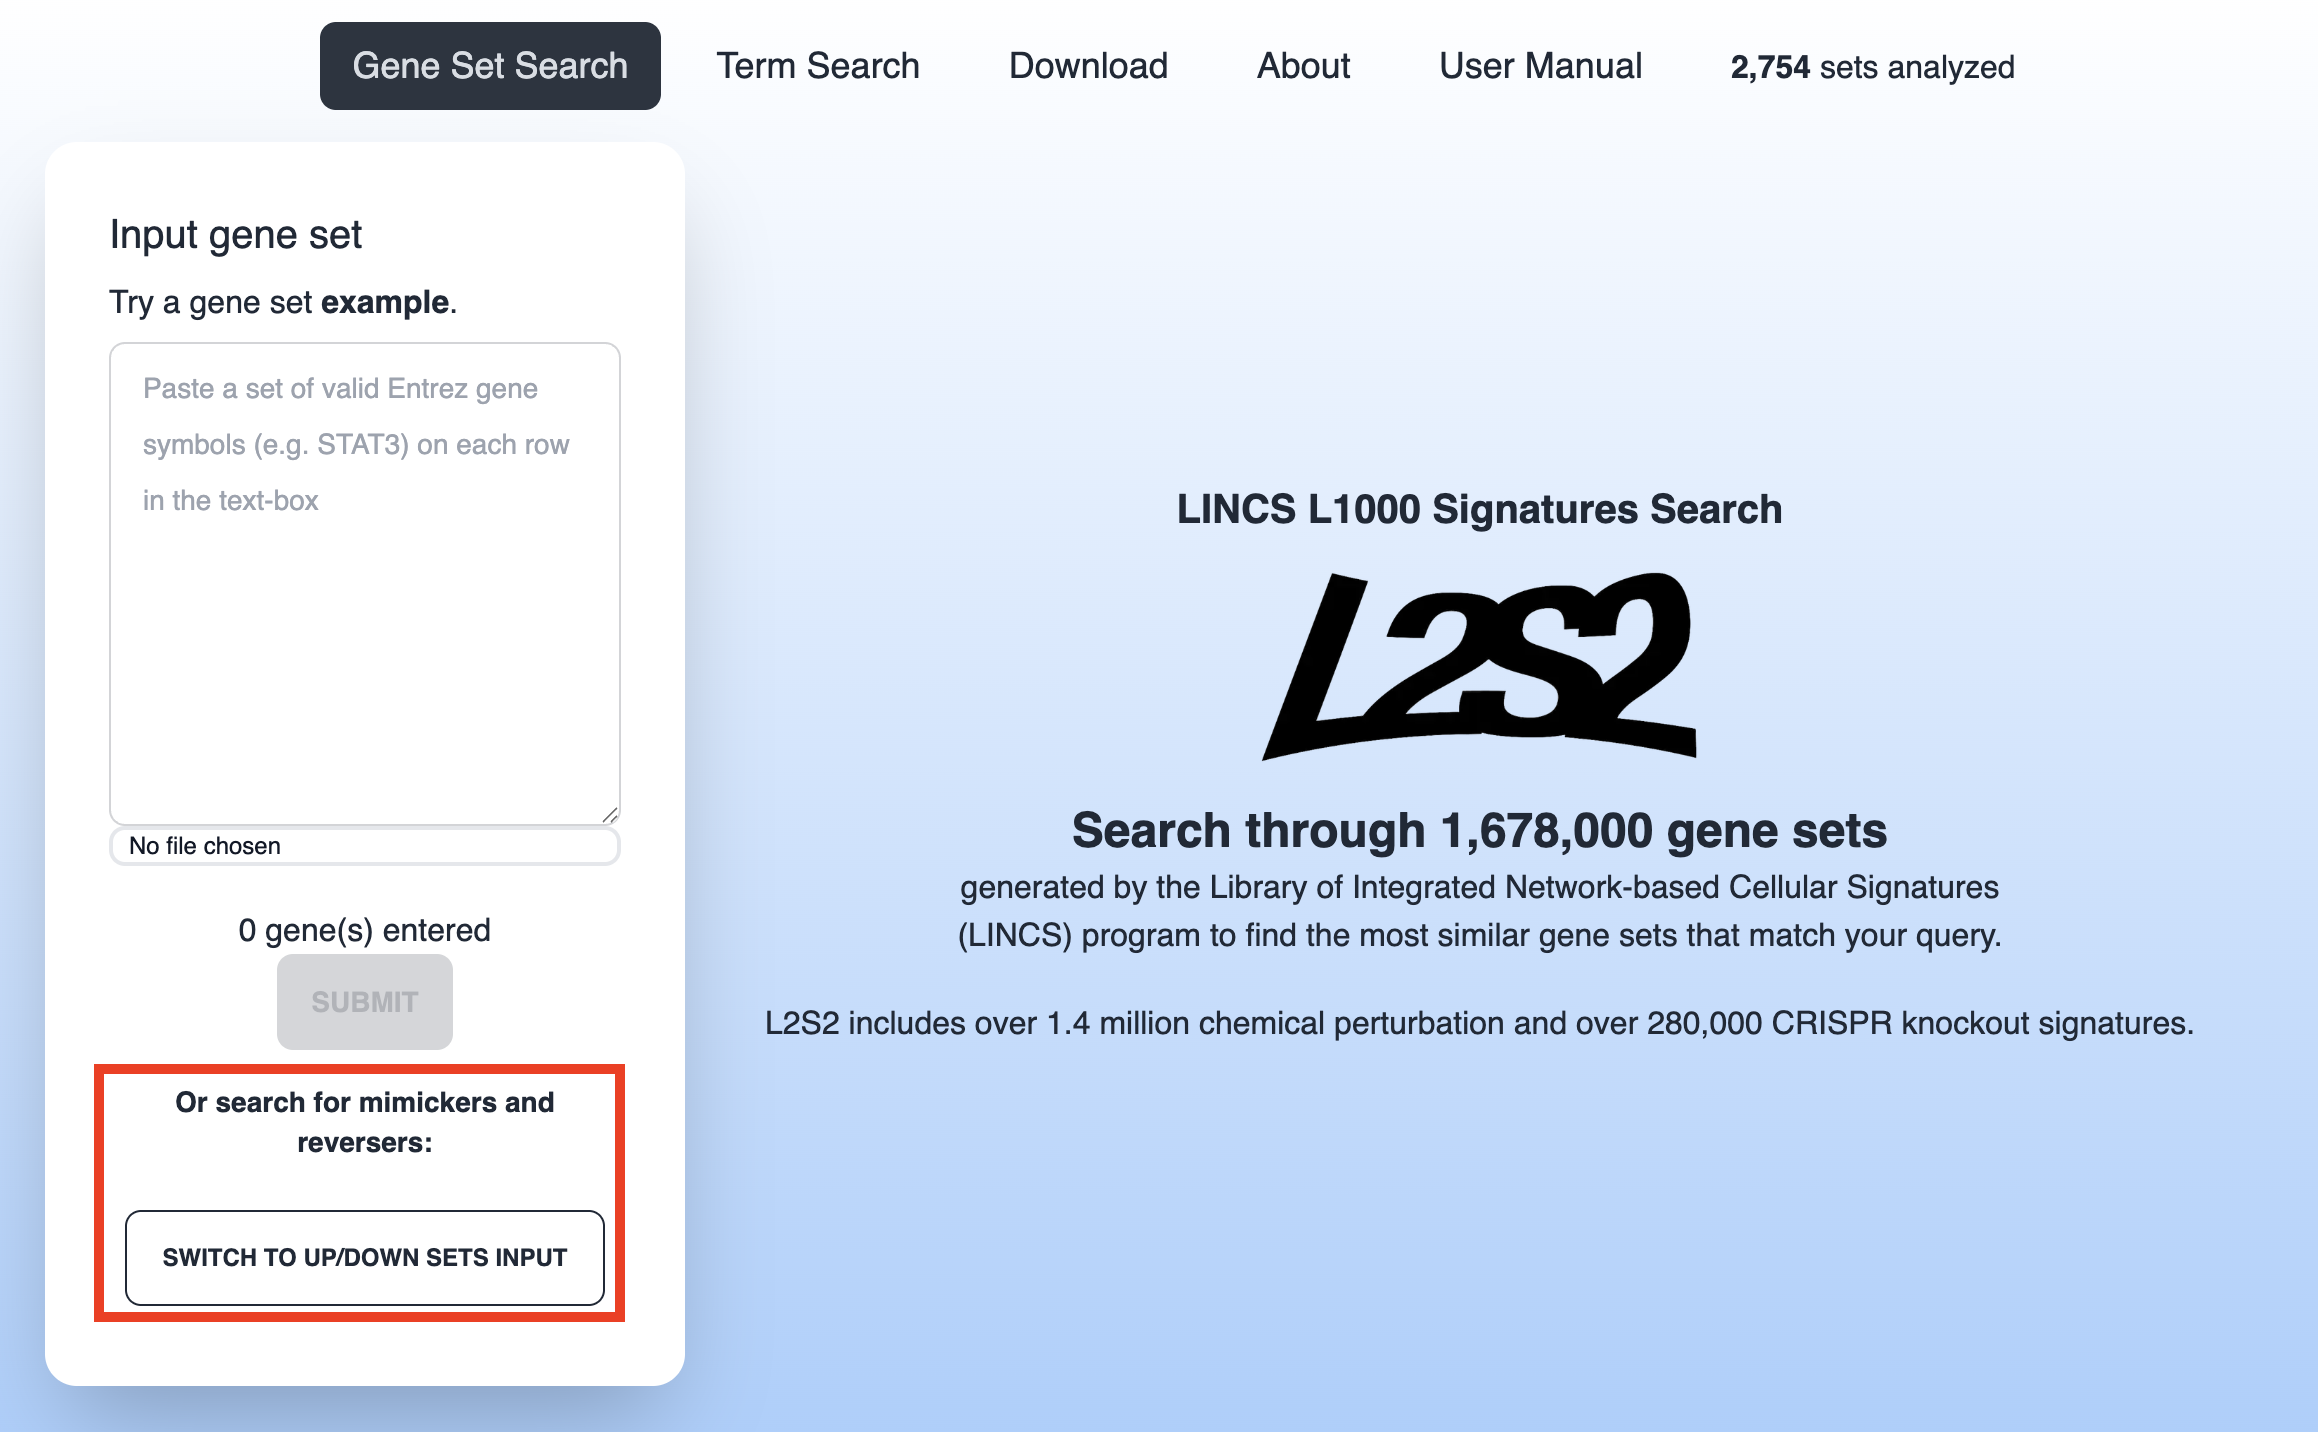 Gene Set Search
Term Search
Download
About
User Manual
2,754 sets analyzed
Input gene set
Try a gene set example.
Paste a set of valid Entrez gene
symbols (e.g. STAT3) on each row
in the text-box
No file chosen
0 gene(s) entered
SUBMIT
Or search for mimickers and
reversers:
SWITCH TO UP/DOWN SETS INPUT
LINCS L1000 Signatures Search
L2S2
Search through 1,678,000 gene sets
generated by the Library of Integrated Network-based Cellular Signatures
(LINCS) program to find the most similar gene sets that match your query.
L2S2 includes over 1.4 million chemical perturbation and over 280,000 CRISPR knockout signatures.